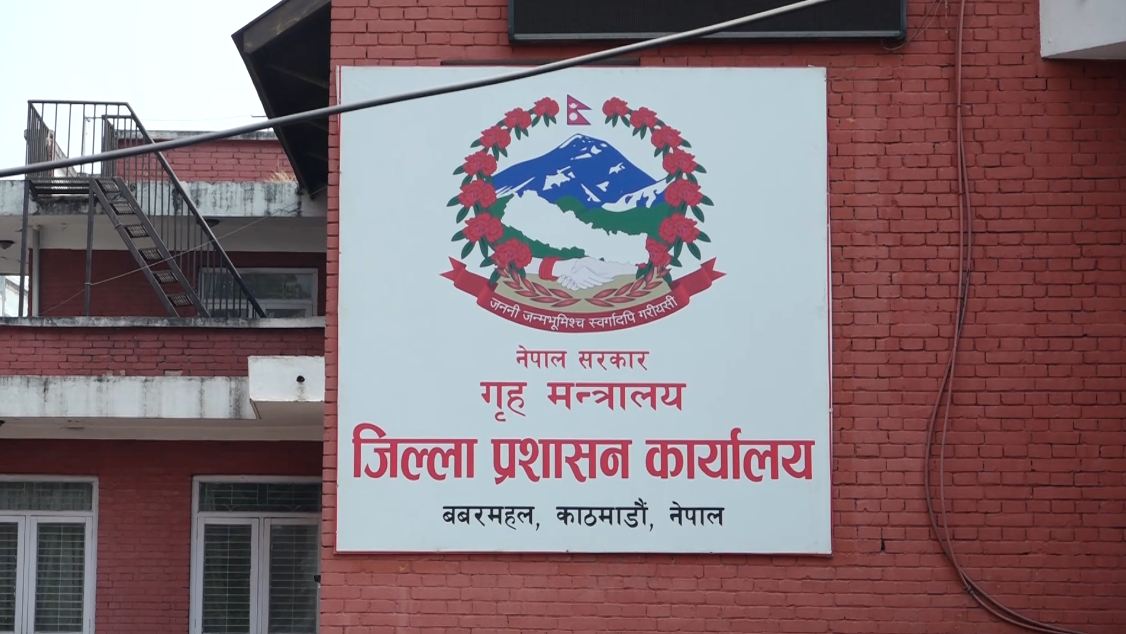 जननी जन्मभूमिश्च स्वर्गादपि गरीयसी
नेपाल सरकार
गृह मन्त्रालय
जिल्ला प्रशासन कार्यालय
बबरमहल, काठमाडौं, नेपाल